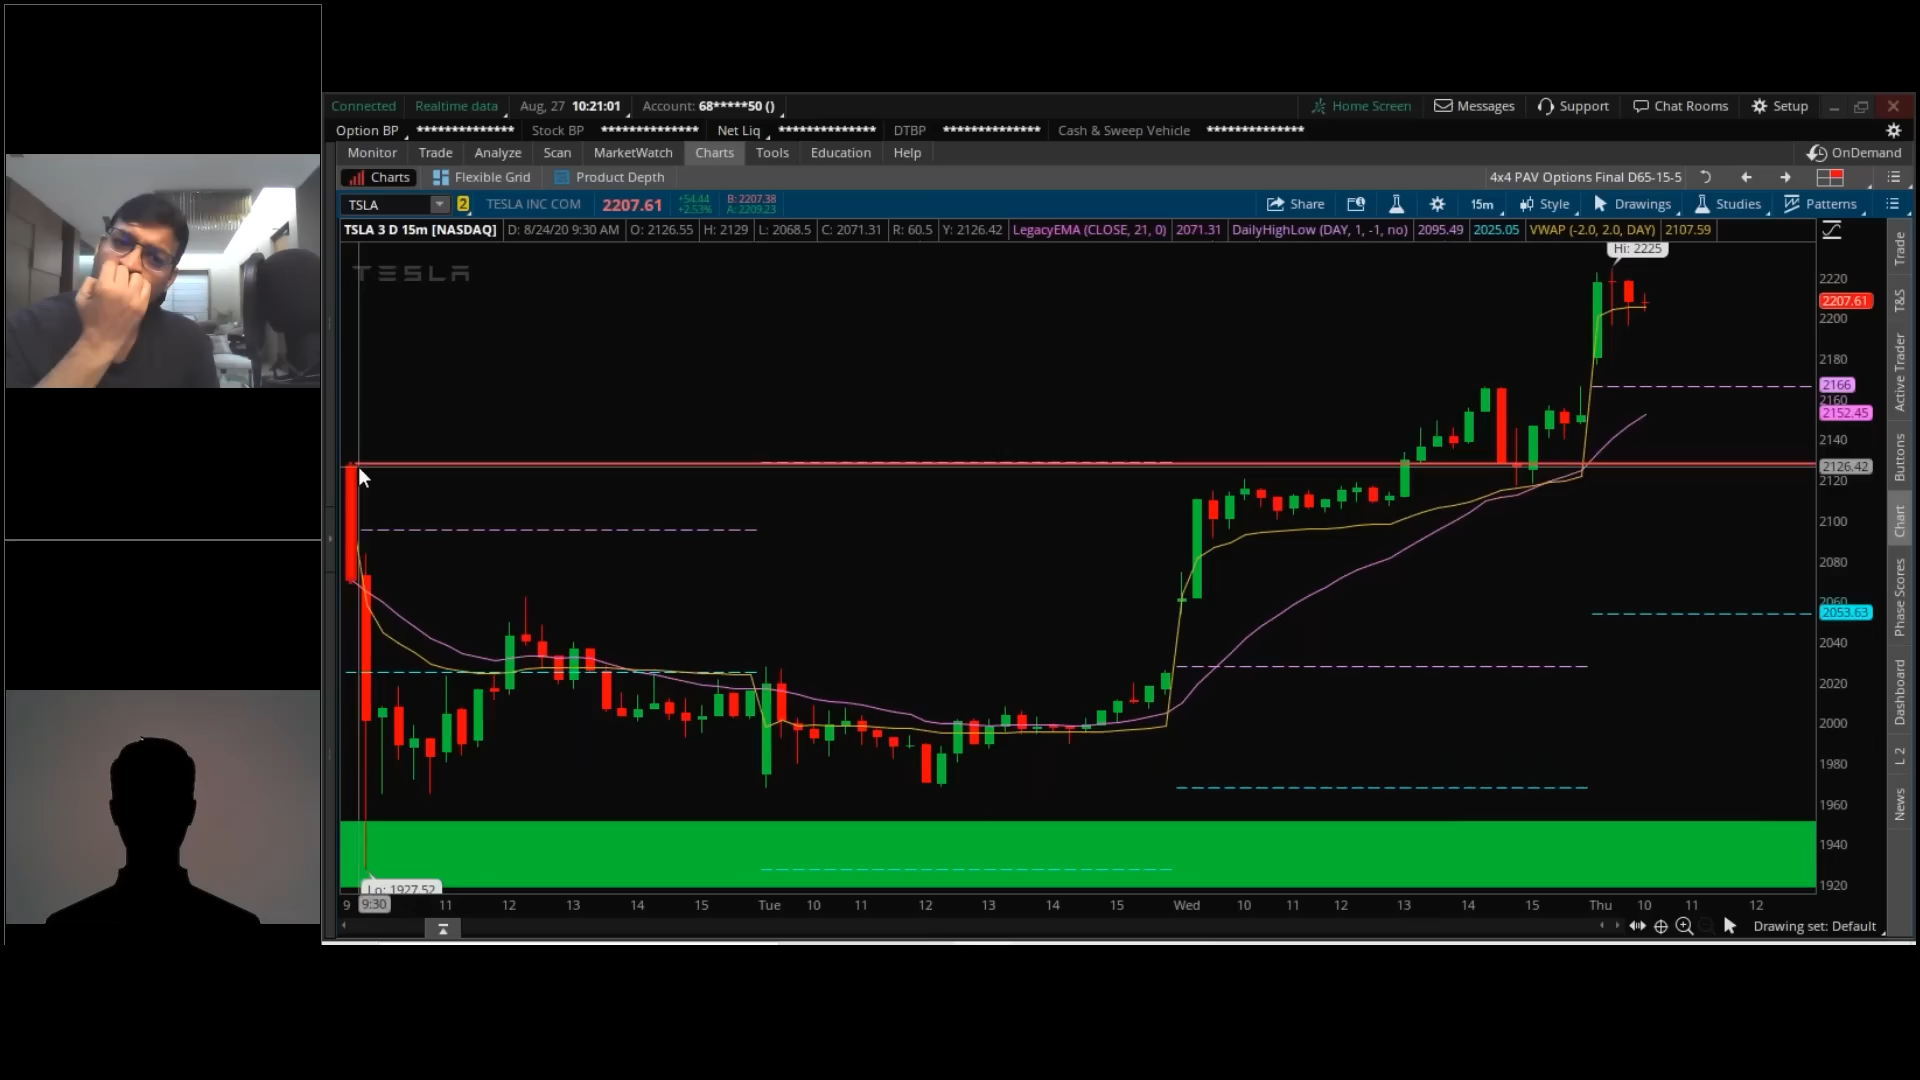 Connected Realtime data Aug, 27 10:21:01 Account: 68*****50 () Home Screen Messages Support Chat Rooms Setup
Option BP ************** Stock BP ************** Net Liq ************** DTBP ************** Cash & Sweep Vehicle **************
Monitor Trade Analyze Scan MarketWatch Charts Tools Education Help OnDemand
Charts Flexible Grid Product Depth 4x4 PAV Options Final D65-15-5
TSLA 2 TESLA INC COM 2207.61 +54.44 +2.53% B: 2207.38 A: 2209.23 Share 15m Style Drawings Studies Patterns
TSLA 3 D 15m [NASDAQ] D: 8/24/20 9:30 AM O: 2126.55 H: 2129 L: 2068.5 C: 2071.31 R: 60.5 Y: 2126.42 LegacyEMA (CLOSE, 21, 0) 2071.31 DailyHighLow (DAY, 1, -1, no) 2095.49 2025.05 VWAP (-2.0, 2.0, DAY) 2107.59
TESLA
Hi: 2225
2220
2207.61
2200
2180
2166
2160
2152.45
2140
2126.42
2120
2100
2080
2060
2053.63
2040
2020
2000
1980
1960
1940
1920
Lo: 1927.52
9 9:30 11 12 13 14 15 Tue 10 11 12 13 14 15 Wed 10 11 12 13 14 15 Thu 10 11 12
Drawing set: Default
Trade
T&S
Active Trader
Buttons
Chart
Phase Scores
Dashboard
L 2
News